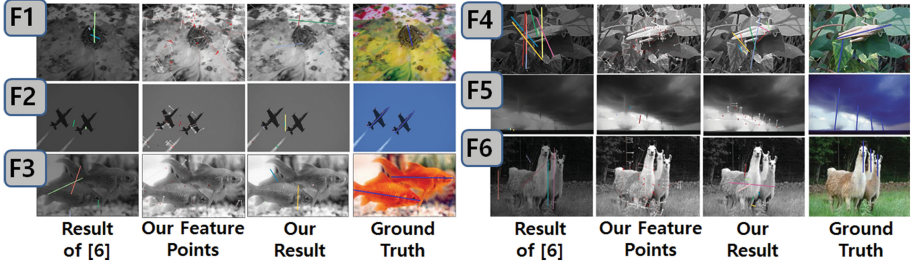 F1
F2
F3
Result of [6]
Our Feature Points
Our Result
Ground Truth
F4
F5
F6
Result of [6]
Our Feature Points
Our Result
Ground Truth